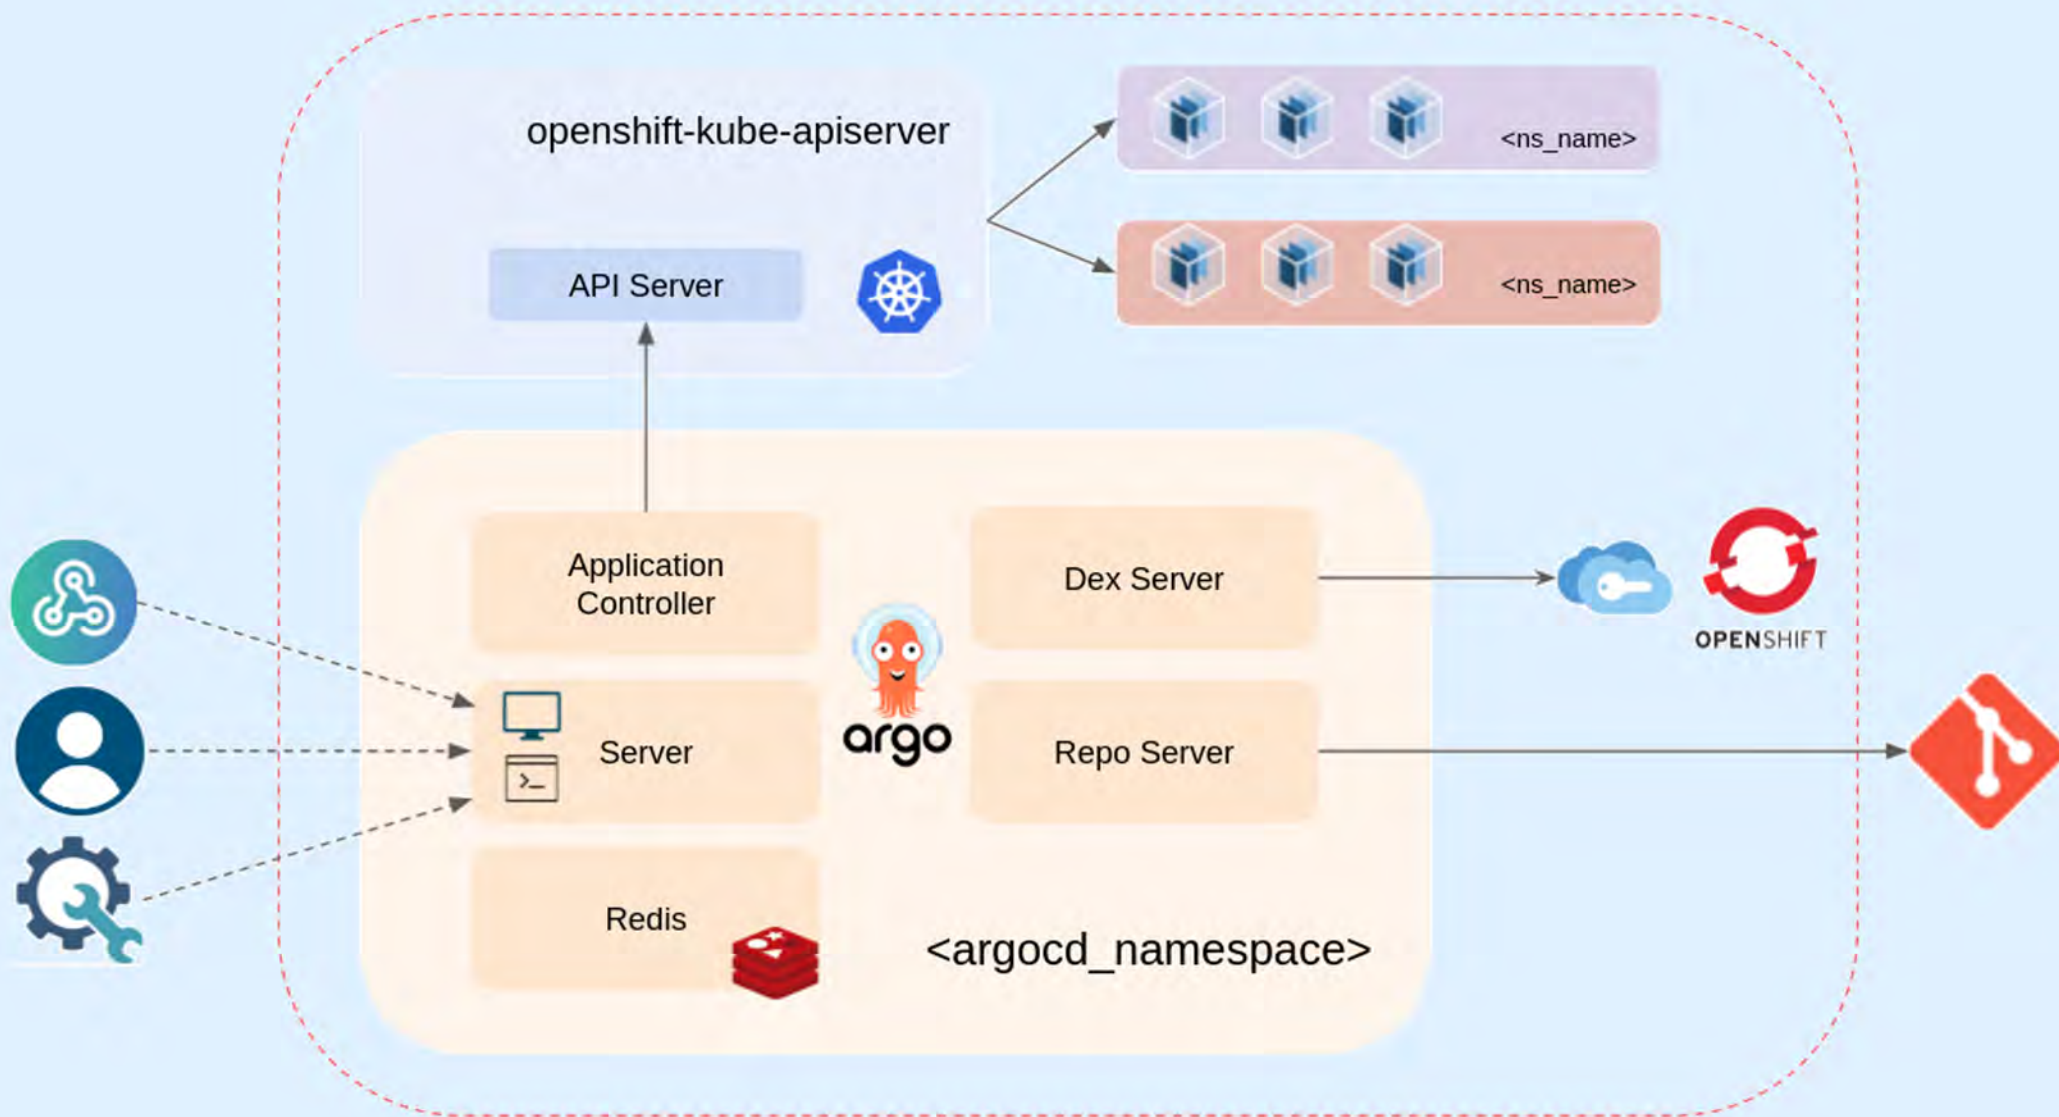 openshift-kube-apiserver
<ns_name>
API Server
<ns_name>
Application
Controller
Dex Server
OPENSHIFT
argo
Server
>_
Repo Server
Redis
<argocd_namespace>